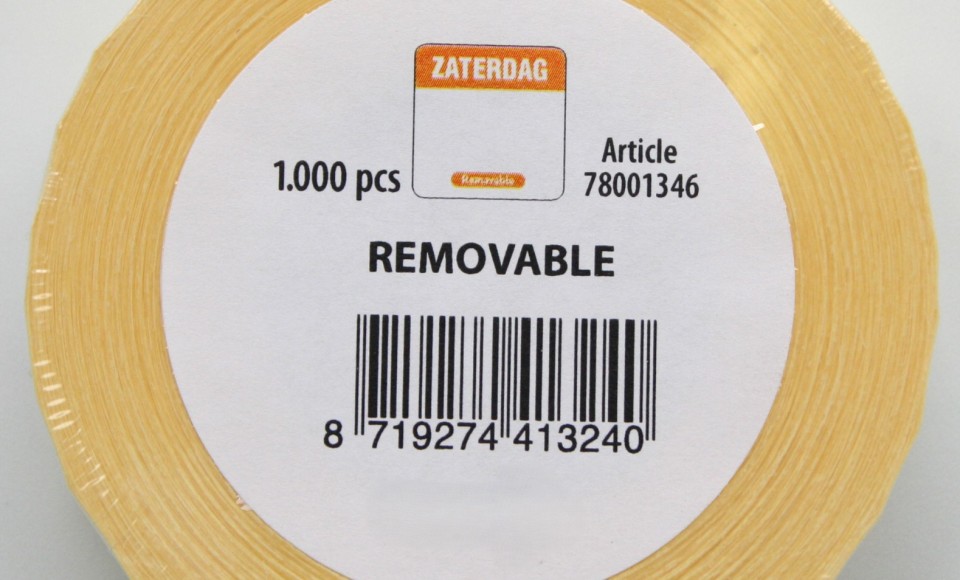 ZATERDAG
Removable
1.000 pcs
Article
78001346
REMOVABLE
8 719274 413240